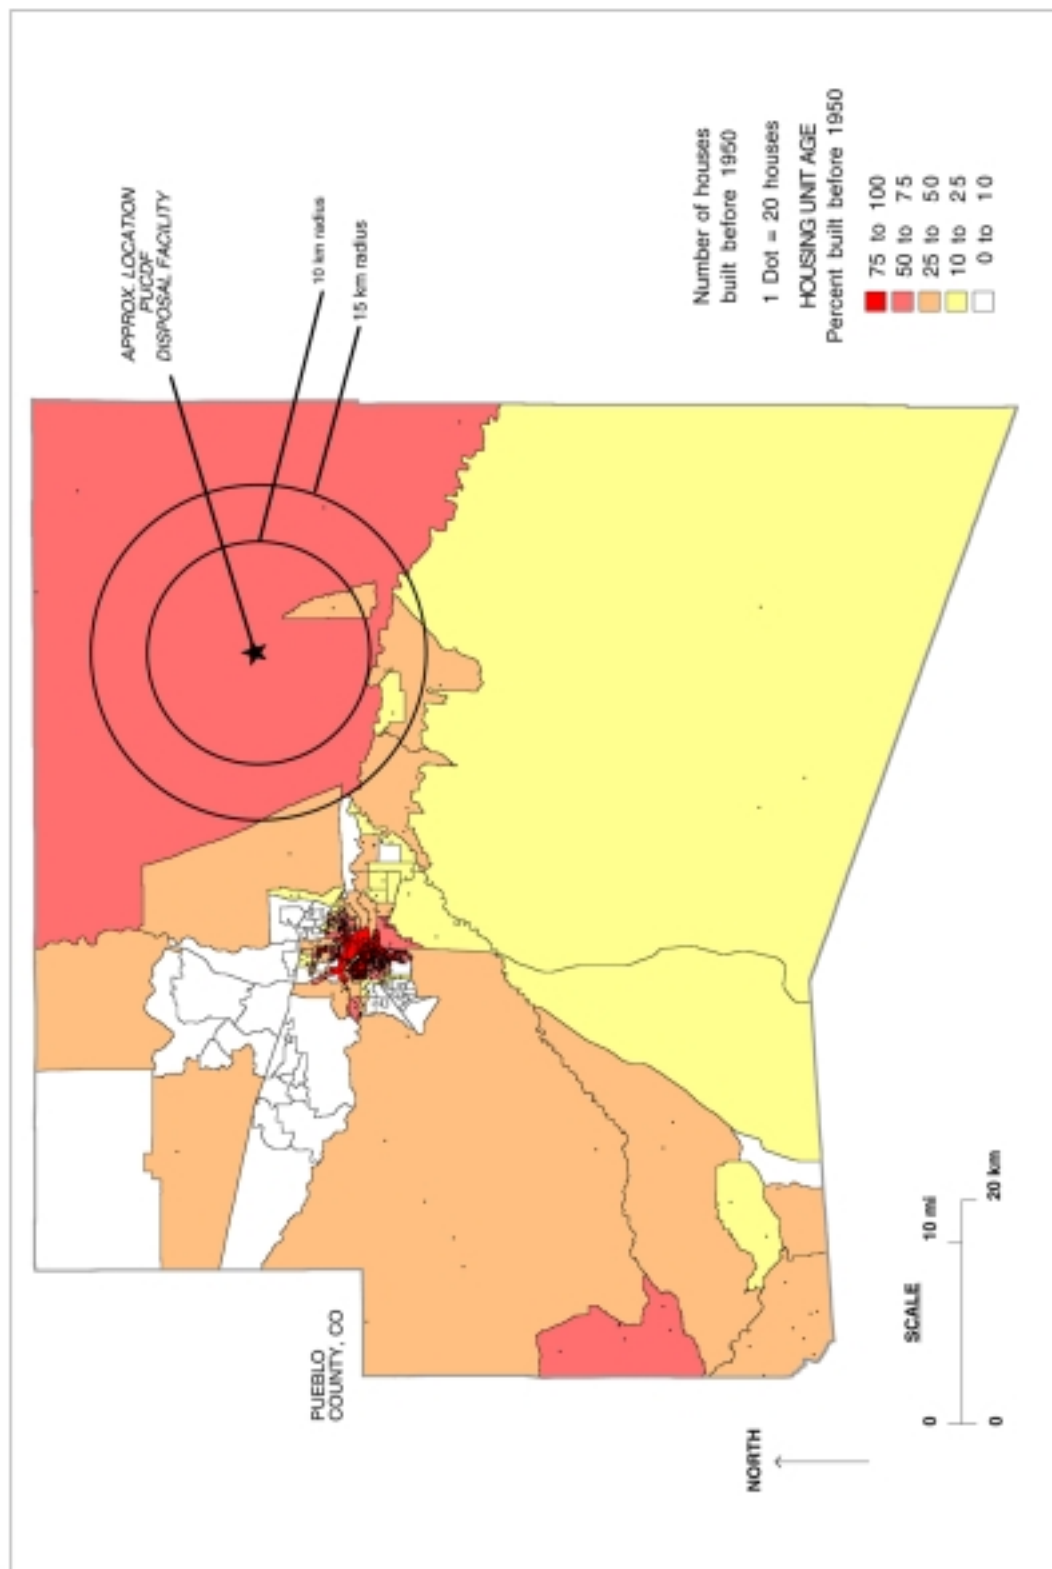 APPROX. LOCATION
PUCDF
DISPOSAL FACILITY
10 km radius
15 km radius
Number of houses
built before 1950
1 Dot = 20 houses
HOUSING UNIT AGE
Percent built before 1950
75 to 100
50 to 75
25 to 50
10 to 25
0 to 10
PUEBLO
COUNTY, CO
NORTH
SCALE
0 10 mi
0 20 km